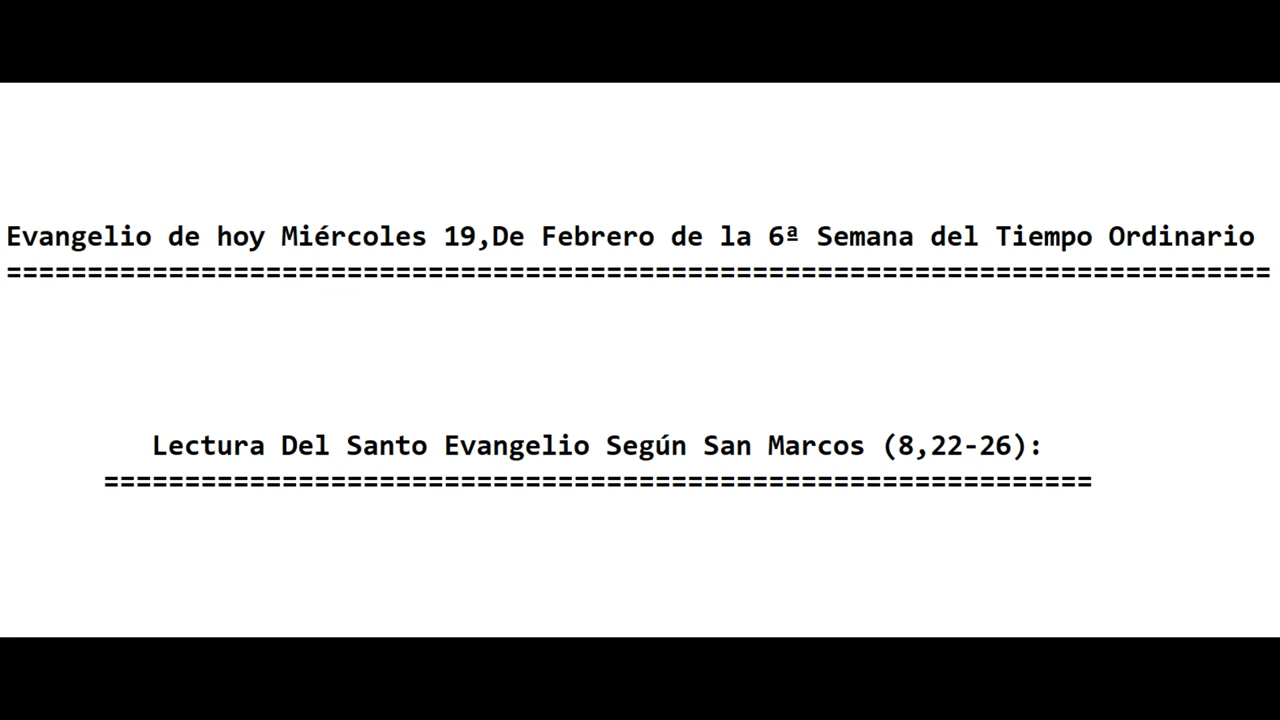 Evangelio de hoy Miércoles 19,De Febrero de la 6ª Semana del Tiempo Ordinario
==============================================================================
Lectura Del Santo Evangelio Según San Marcos (8,22-26):
=============================================================